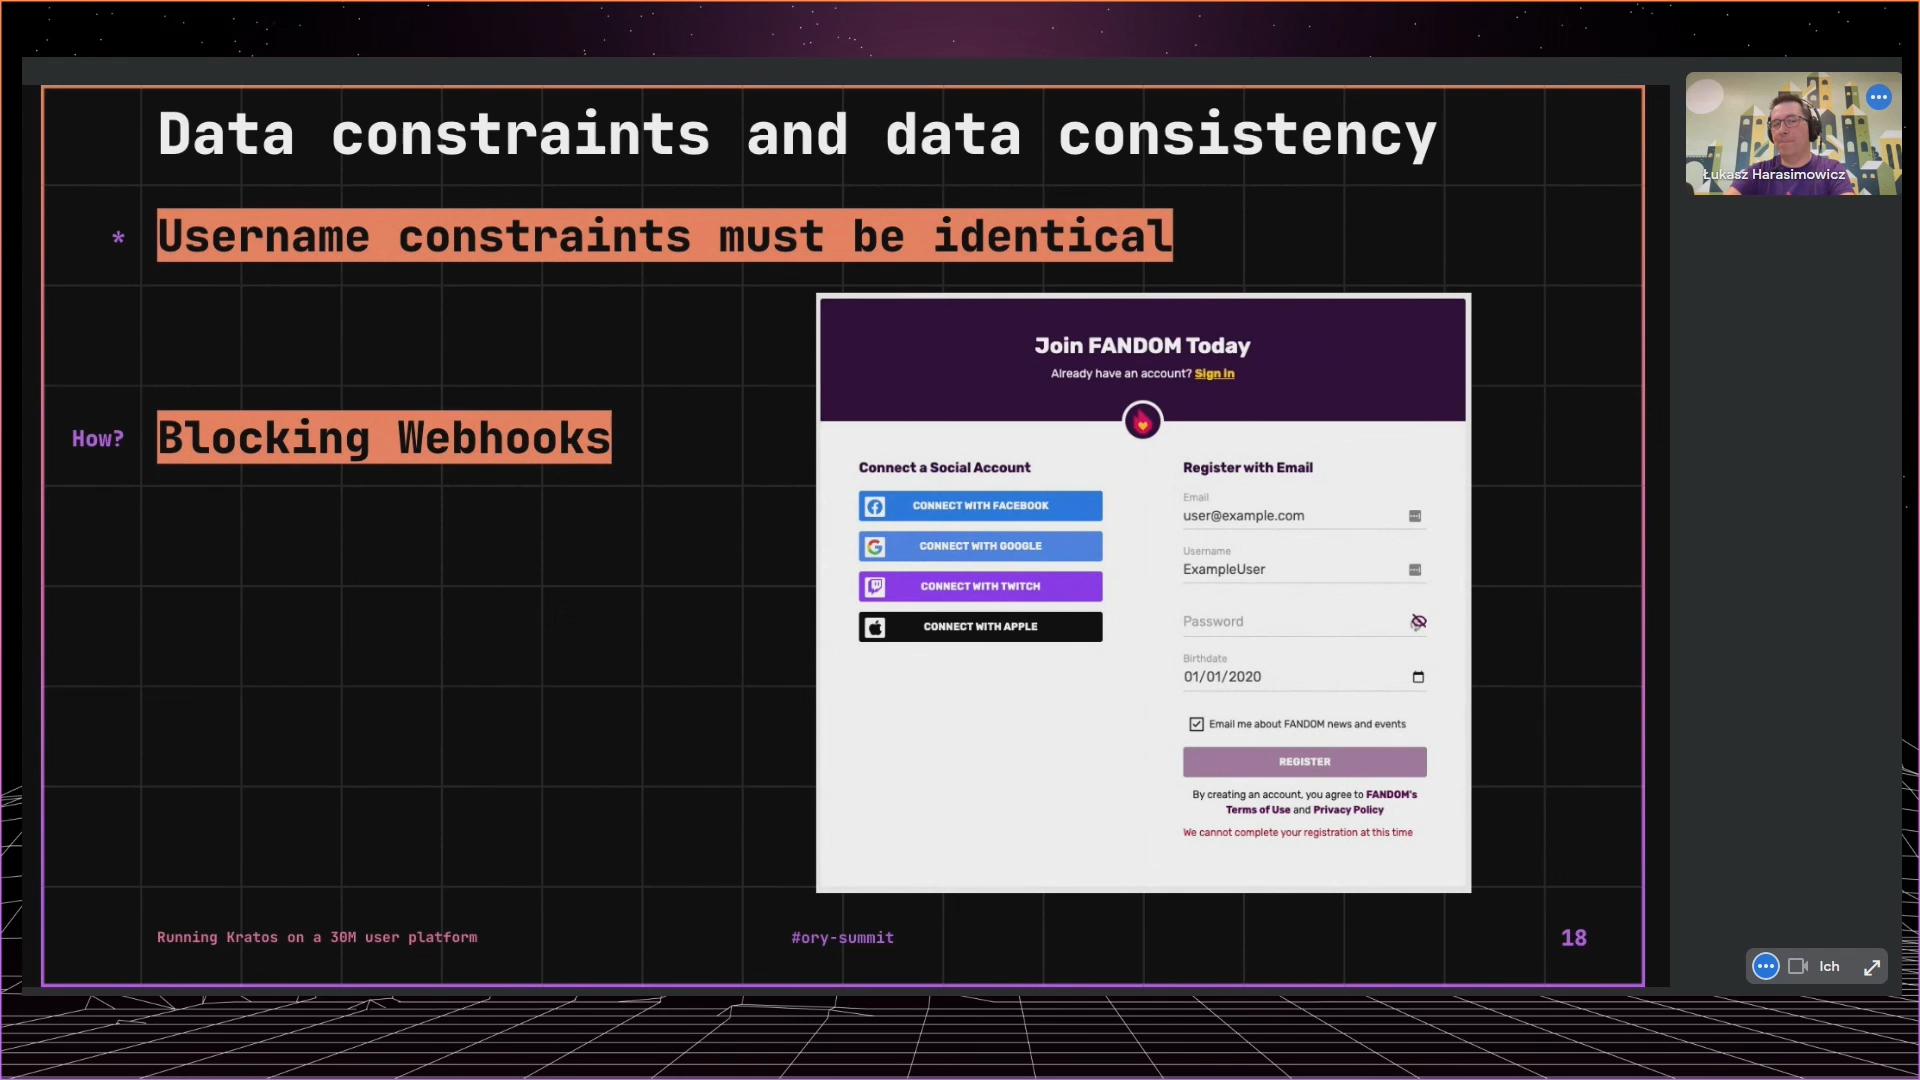 Data constraints and data consistency
* Username constraints must be identical
How? Blocking Webhooks
Join FANDOM Today
Already have an account? Sign In
Connect a Social Account
CONNECT WITH FACEBOOK
CONNECT WITH GOOGLE
CONNECT WITH TWITCH
CONNECT WITH APPLE
Register with Email
Email
user@example.com
Username
ExampleUser
Password
Birthdate
01/01/2020
Email me about FANDOM news and events
REGISTER
By creating an account, you agree to FANDOM's
Terms of Use and Privacy Policy
We cannot complete your registration at this time
Running Kratos on a 30M user platform
#ory-summit
18
Łukasz Harasimowicz
Ich